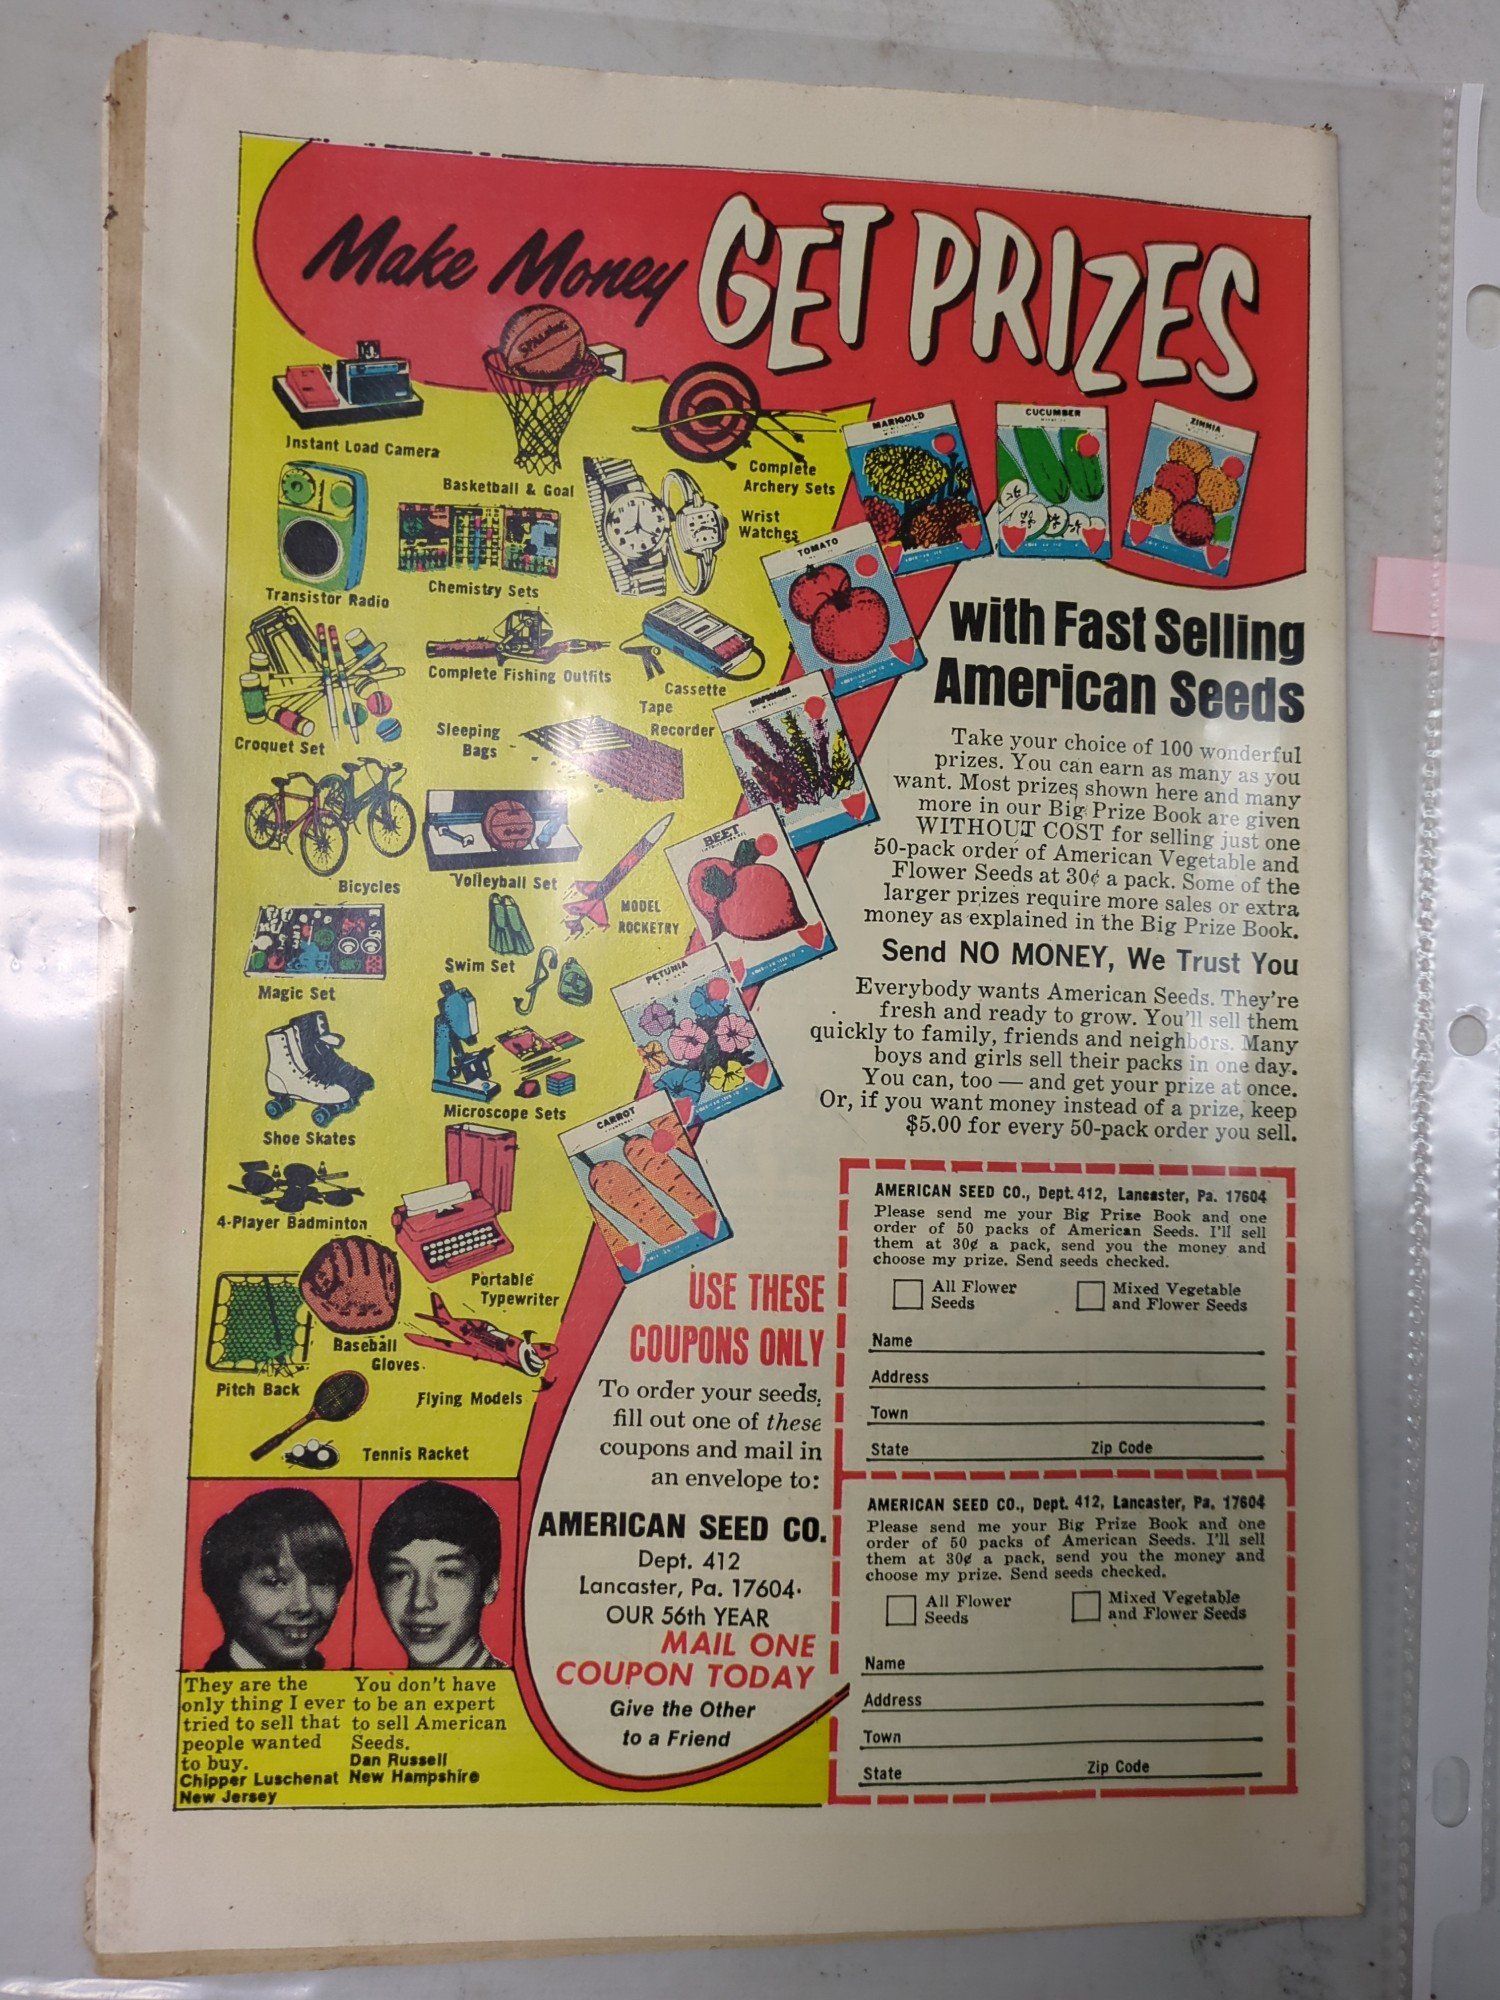 Make Money GET PRIZES
SPALDING
Instant Load Camera
Basketball & Goal
Complete
Archery Sets
Transistor Radio
Chemistry Sets
Wrist
Watches
Croquet Set
Complete Fishing Outfits
Cassette
Tape
Recorder
Sleeping
Bags
Bicycles
Volleyball Set
MODEL
ROCKETRY
Magic Set
Swim Set
Shoe Skates
Microscope Sets
4-Player Badminton
Portable
Typewriter
Pitch Back
Baseball
Gloves
Flying Models
Tennis Racket
MARIGOLD
CUCUMBER
ZINNIA
TOMATO
BEET
PETUNIA
CARROT
with Fast Selling
American Seeds
Take your choice of 100 wonderful
prizes. You can earn as many as you
want. Most prizes shown here and many
more in our Big Prize Book are given
WITHOUT COST for selling just one
50-pack order of American Vegetable and
Flower Seeds at 30¢ a pack. Some of the
larger prizes require more sales or extra
money as explained in the Big Prize Book.
Send NO MONEY, We Trust You
Everybody wants American Seeds. They're
fresh and ready to grow. You'll sell them
quickly to family, friends and neighbors. Many
boys and girls sell their packs in one day.
You can, too — and get your prize at once.
Or, if you want money instead of a prize, keep
$5.00 for every 50-pack order you sell.
USE THESE
COUPONS ONLY
To order your seeds,
fill out one of these
coupons and mail in
an envelope to:
AMERICAN SEED CO.
Dept. 412
Lancaster, Pa. 17604
OUR 56th YEAR
MAIL ONE
COUPON TODAY
Give the Other
to a Friend
AMERICAN SEED CO., Dept. 412, Lancaster, Pa. 17604
Please send me your Big Prize Book and one
order of 50 packs of American Seeds. I'll sell
them at 30¢ a pack, send you the money and
choose my prize. Send seeds checked.
All Flower
Seeds
Mixed Vegetable
and Flower Seeds
Name
Address
Town
State Zip Code
AMERICAN SEED CO., Dept. 412, Lancaster, Pa. 17604
Please send me your Big Prize Book and one
order of 50 packs of American Seeds. I'll sell
them at 30¢ a pack, send you the money and
choose my prize. Send seeds checked.
All Flower
Seeds
Mixed Vegetable
and Flower Seeds
Name
Address
Town
State Zip Code
They are the
only thing I ever
tried to sell that
people wanted
to buy.
Chipper Luschenat
New Jersey
You don't have
to be an expert
to sell American
Seeds.
Dan Russell
New Hampshire